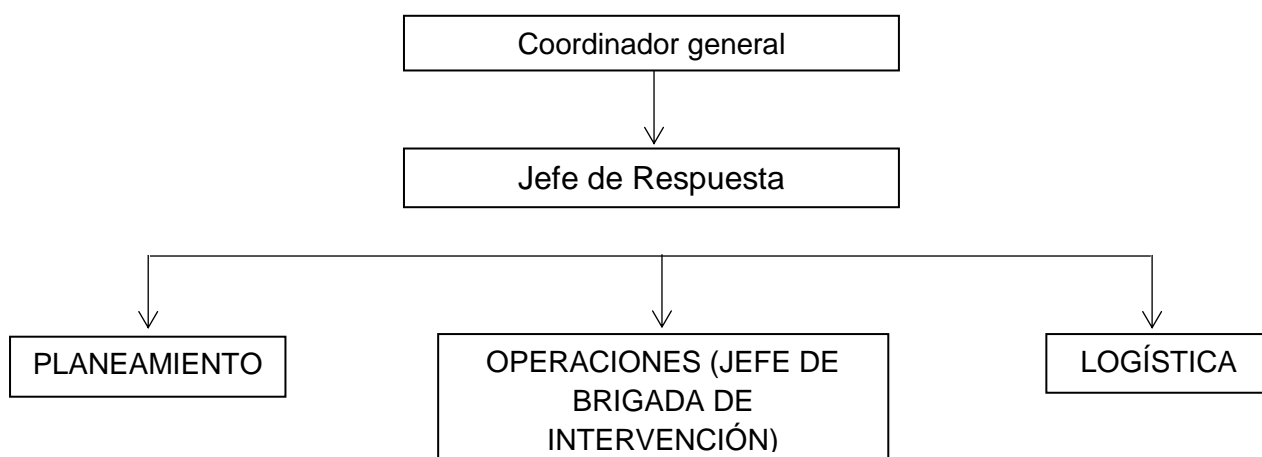 Coordinador general
Jefe de Respuesta
PLANEAMIENTO
OPERACIONES (JEFE DE
BRIGADA DE
INTERVENCIÓN)
LOGÍSTICA